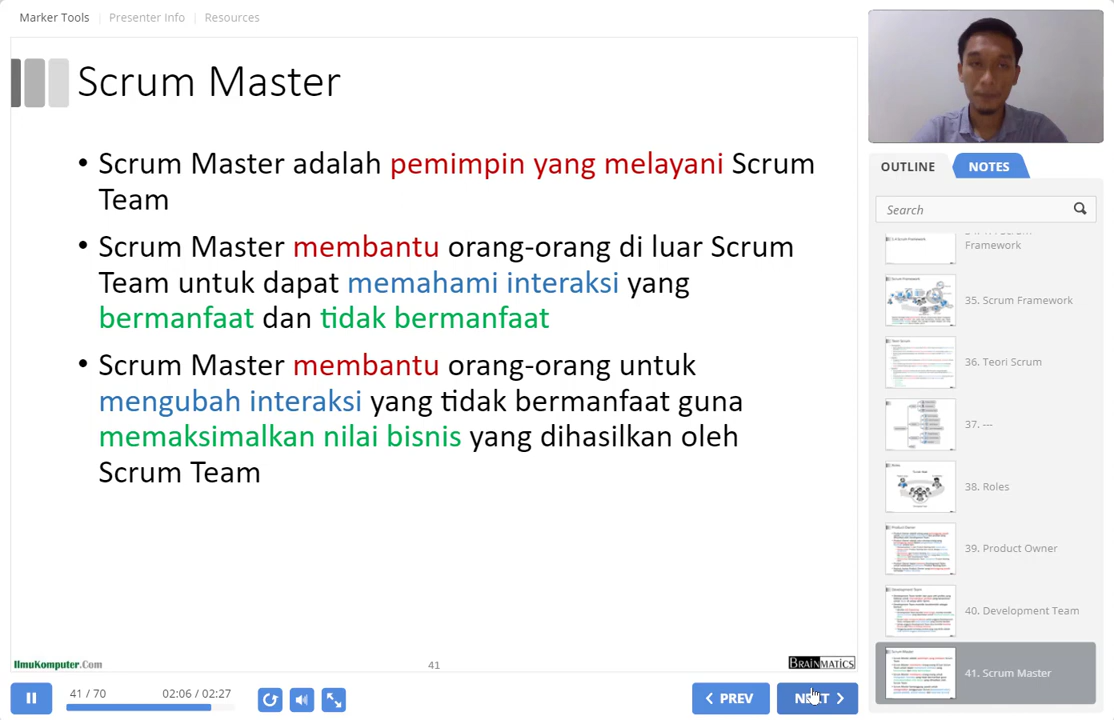 Marker Tools | Presenter Info | Resources
Scrum Master
• Scrum Master adalah pemimpin yang melayani Scrum
Team
• Scrum Master membantu orang-orang di luar Scrum
Team untuk dapat memahami interaksi yang
bermanfaat dan tidak bermanfaat
• Scrum Master membantu orang-orang untuk
mengubah interaksi yang tidak bermanfaat guna
memaksimalkan nilai bisnis yang dihasilkan oleh
Scrum Team
IlmuKomputer.Com
41
BRAINMATICS
41 / 70
02:06 / 02:27
PREV
NEXT
OUTLINE
NOTES
Search
Framework
35. Scrum Framework
36. Teori Scrum
37. ---
38. Roles
39. Product Owner
40. Development Team
41. Scrum Master